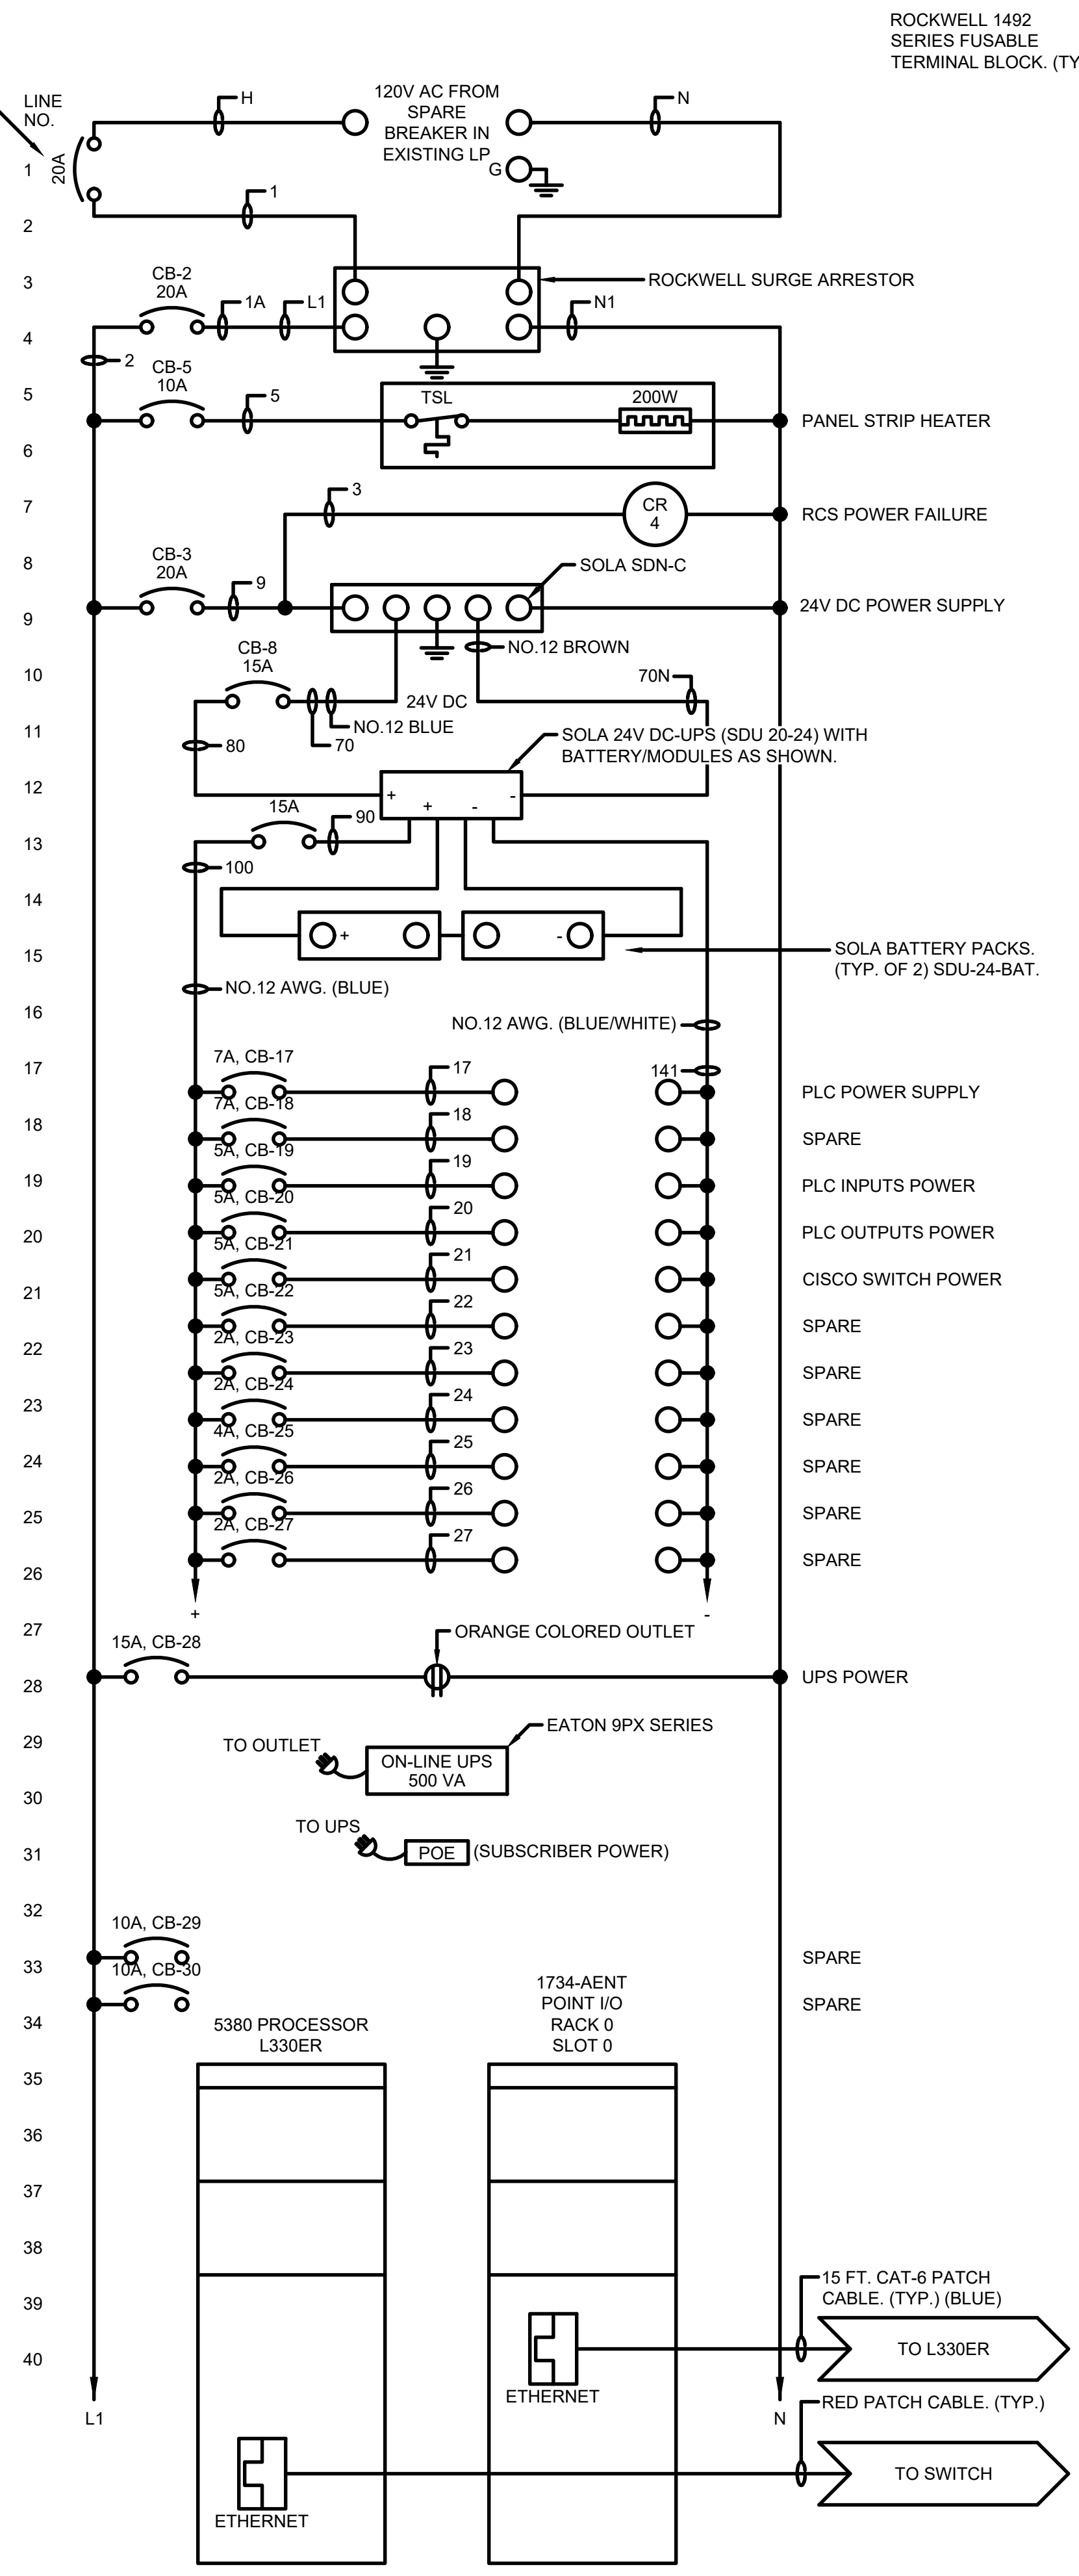 ROCKWELL 1492
SERIES FUSABLE
TERMINAL BLOCK. (TY
LINE
NO.
H
120V AC FROM
SPARE
BREAKER IN
EXISTING LP
N
G
1
20A
1
2
3
CB-2
20A
1A
L1
ROCKWELL SURGE ARRESTOR
N1
4
2
CB-5
10A
5
5
TSL
200W
PANEL STRIP HEATER
6
7
3
CR
4
RCS POWER FAILURE
8
CB-3
20A
9
SOLA SDN-C
9
24V DC POWER SUPPLY
NO.12 BROWN
10
CB-8
15A
70N
24V DC
NO.12 BLUE
70
11
80
SOLA 24V DC-UPS (SDU 20-24) WITH
BATTERY/MODULES AS SHOWN.
12
+
+
-
-
15A
90
13
100
14
+
-
15
SOLA BATTERY PACKS.
(TYP. OF 2) SDU-24-BAT.
NO.12 AWG. (BLUE)
16
NO.12 AWG. (BLUE/WHITE)
17
7A, CB-17
17
141
PLC POWER SUPPLY
7A, CB-18
18
18
SPARE
5A, CB-19
19
19
PLC INPUTS POWER
5A, CB-20
20
20
PLC OUTPUTS POWER
5A, CB-21
21
21
CISCO SWITCH POWER
5A, CB-22
22
SPARE
22
2A, CB-23
23
SPARE
2A, CB-24
24
23
SPARE
4A, CB-25
25
24
SPARE
2A, CB-26
26
25
SPARE
2A, CB-27
27
26
SPARE
+
-
27
ORANGE COLORED OUTLET
15A, CB-28
28
UPS POWER
29
EATON 9PX SERIES
TO OUTLET
ON-LINE UPS
500 VA
30
TO UPS
31
POE
(SUBSCRIBER POWER)
32
10A, CB-29
33
SPARE
10A, CB-30
34
SPARE
5380 PROCESSOR
L330ER
1734-AENT
POINT I/O
RACK 0
SLOT 0
35
36
37
38
39
15 FT. CAT-6 PATCH
CABLE. (TYP.) (BLUE)
40
TO L330ER
ETHERNET
L1
N
RED PATCH CABLE. (TYP.)
TO SWITCH
ETHERNET